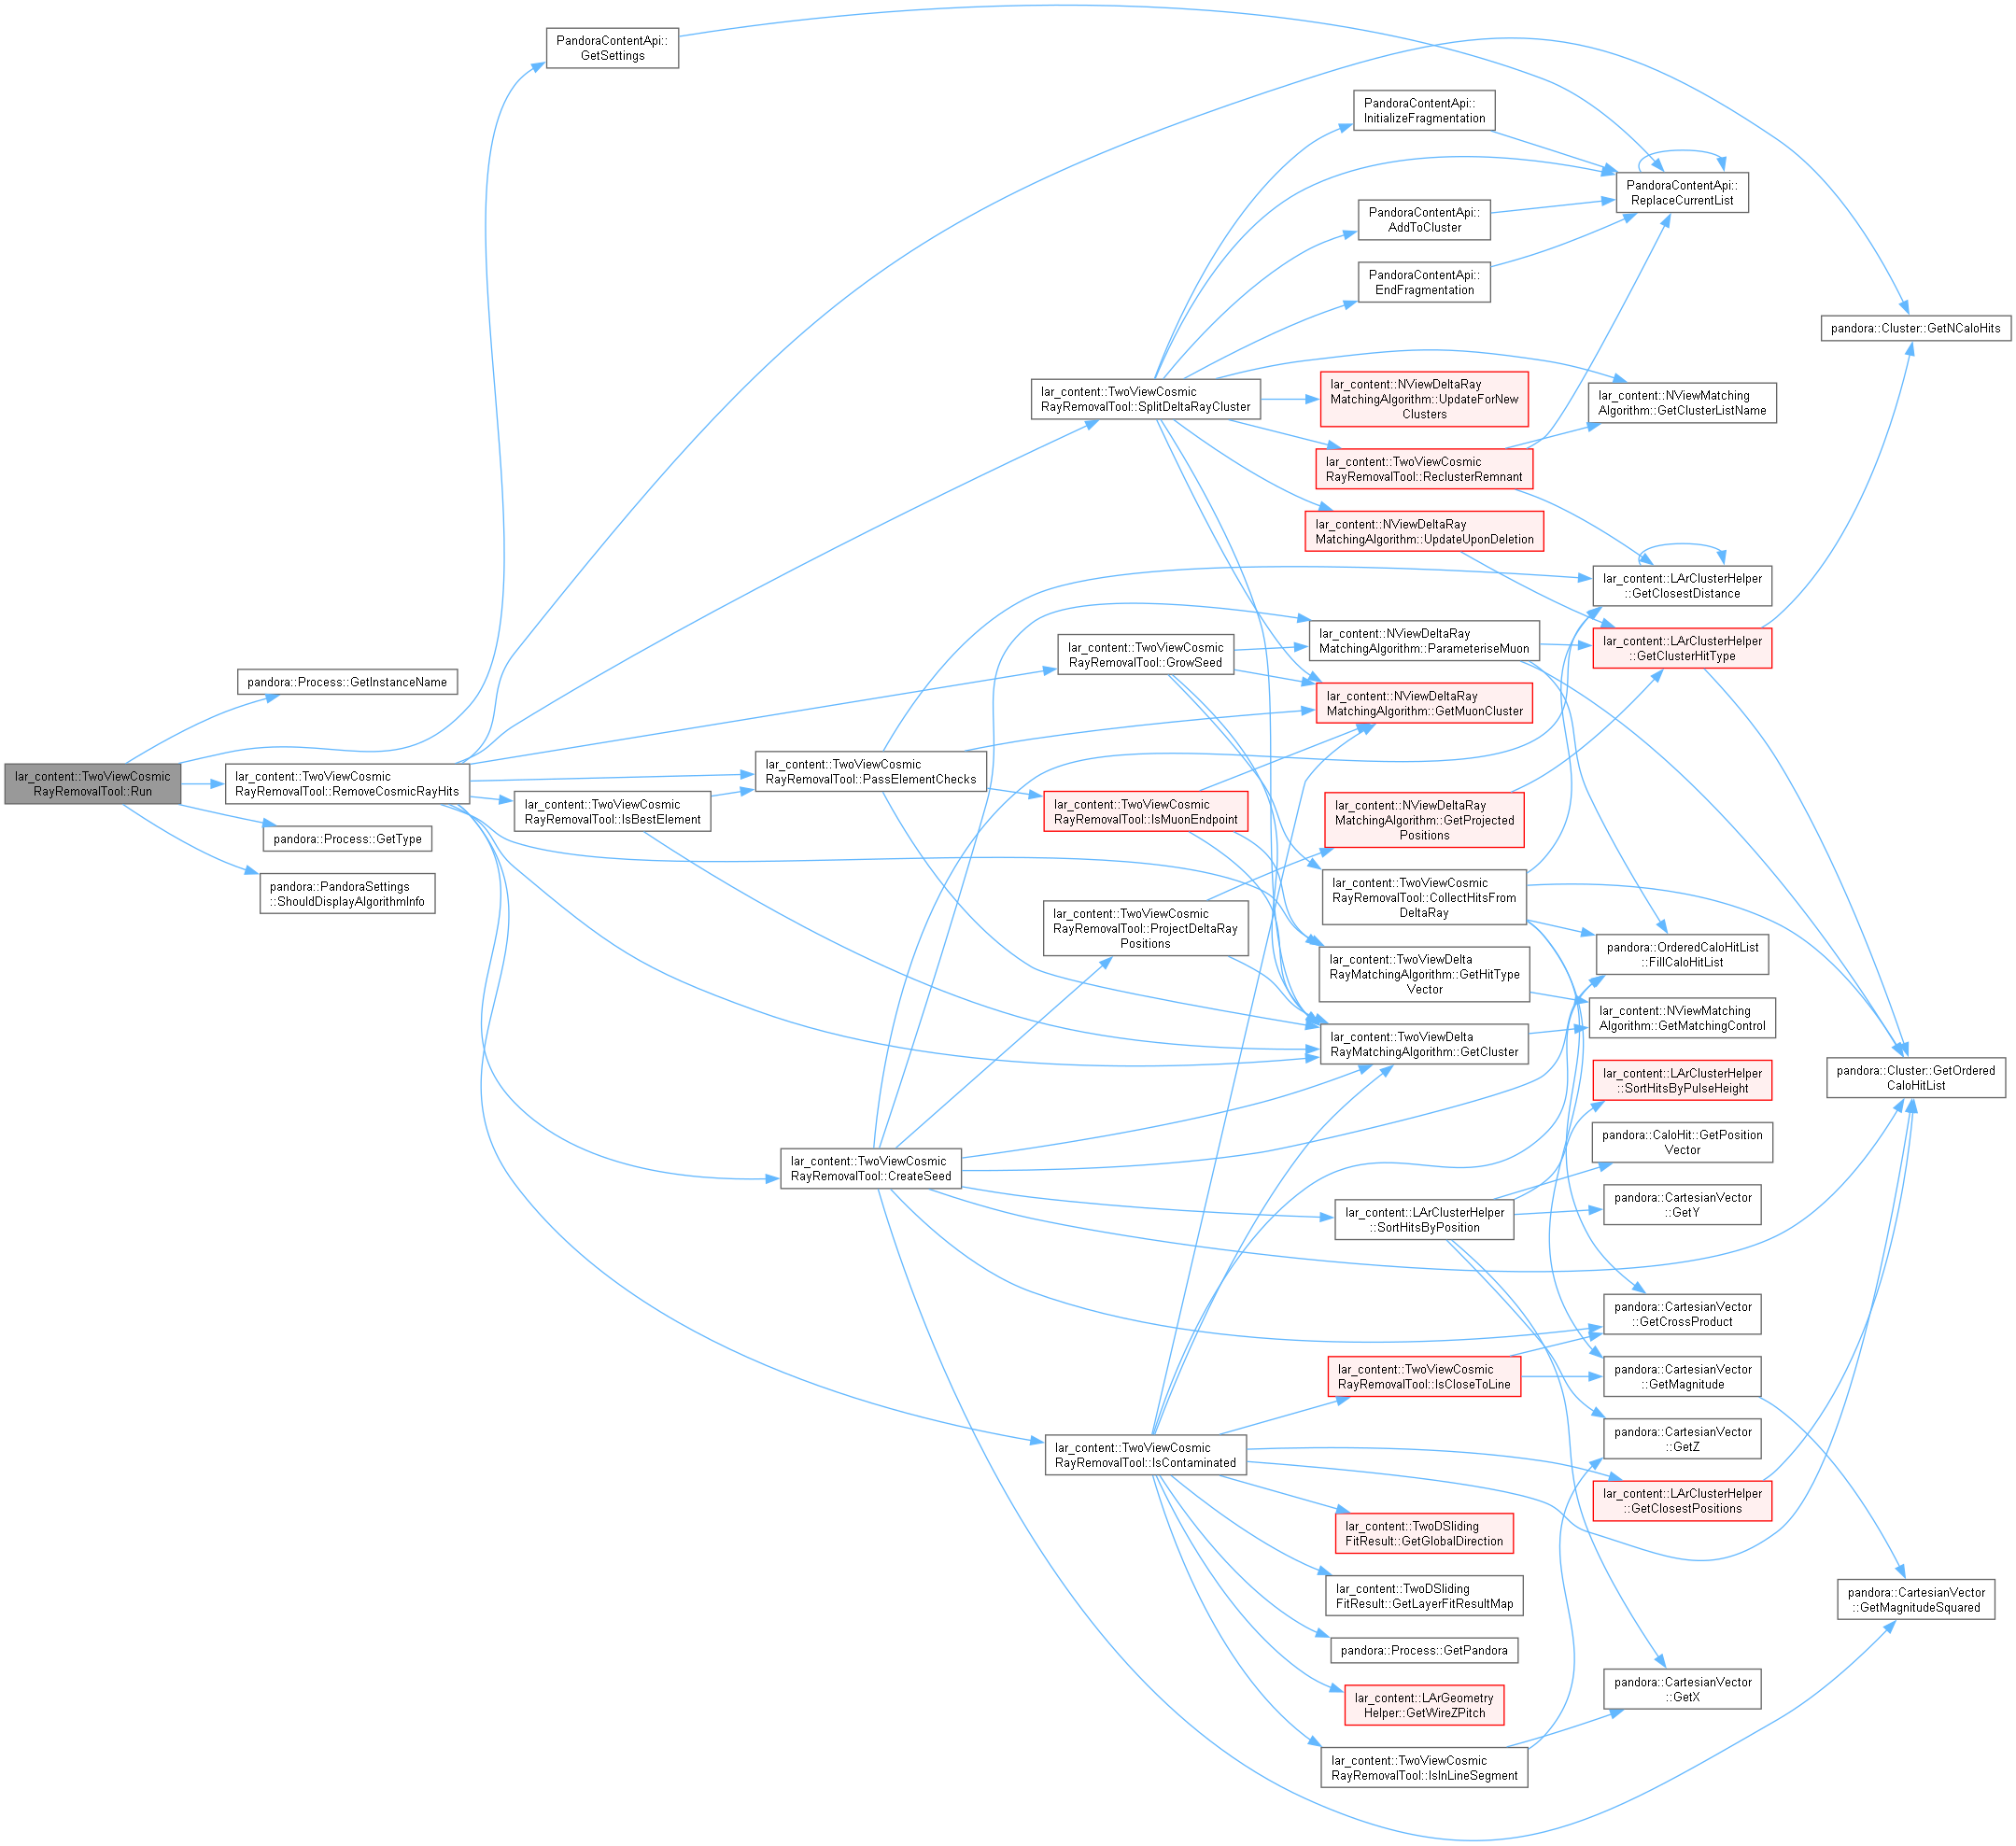 PandoraContentApi::
GetSettings
PandoraContentApi::
InitializeFragmentation
PandoraContentApi::
ReplaceCurrentList
PandoraContentApi::
AddToCluster
PandoraContentApi::
EndFragmentation
pandora::Cluster::GetNCaloHits
lar_content::TwoViewCosmic
RayRemovalTool::SplitDeltaRayCluster
lar_content::NViewDeltaRay
MatchingAlgorithm::UpdateForNew
Clusters
lar_content::NViewMatching
Algorithm::GetClusterListName
lar_content::TwoViewCosmic
RayRemovalTool::ReclusterRemnant
lar_content::NViewDeltaRay
MatchingAlgorithm::UpdateUponDeletion
lar_content::LArClusterHelper
::GetClosestDistance
lar_content::NViewDeltaRay
MatchingAlgorithm::ParameteriseMuon
lar_content::LArClusterHelper
::GetClusterHitType
lar_content::TwoViewCosmic
RayRemovalTool::GrowSeed
pandora::Process::GetInstanceName
lar_content::NViewDeltaRay
MatchingAlgorithm::GetMuonCluster
lar_content::TwoViewCosmic
RayRemovalTool::Run
lar_content::TwoViewCosmic
RayRemovalTool::RemoveCosmicRayHits
lar_content::TwoViewCosmic
RayRemovalTool::PassElementChecks
lar_content::TwoViewCosmic
RayRemovalTool::IsBestElement
lar_content::TwoViewCosmic
RayRemovalTool::IsMuonEndpoint
lar_content::NViewDeltaRay
MatchingAlgorithm::GetProjected
Positions
pandora::Process::GetType
pandora::PandoraSettings
::ShouldDisplayAlgorithmInfo
lar_content::TwoViewCosmic
RayRemovalTool::CollectHitsFrom
DeltaRay
lar_content::TwoViewCosmic
RayRemovalTool::ProjectDeltaRay
Positions
pandora::OrderedCaloHitList
::FillCaloHitList
lar_content::TwoViewDelta
RayMatchingAlgorithm::GetHitType
Vector
lar_content::NViewMatching
Algorithm::GetMatchingControl
lar_content::TwoViewDelta
RayMatchingAlgorithm::GetCluster
lar_content::LArClusterHelper
::SortHitsByPulseHeight
pandora::Cluster::GetOrdered
CaloHitList
pandora::CaloHit::GetPosition
Vector
lar_content::TwoViewCosmic
RayRemovalTool::CreateSeed
lar_content::LArClusterHelper
::SortHitsByPosition
pandora::CartesianVector
::GetY
pandora::CartesianVector
::GetCrossProduct
lar_content::TwoViewCosmic
RayRemovalTool::IsCloseToLine
pandora::CartesianVector
::GetMagnitude
pandora::CartesianVector
::GetZ
lar_content::TwoViewCosmic
RayRemovalTool::IsContaminated
lar_content::LArClusterHelper
::GetClosestPositions
lar_content::TwoDSliding
FitResult::GetGlobalDirection
lar_content::TwoDSliding
FitResult::GetLayerFitResultMap
pandora::CartesianVector
::GetMagnitudeSquared
pandora::Process::GetPandora
lar_content::LArGeometry
Helper::GetWireZPitch
pandora::CartesianVector
::GetX
lar_content::TwoViewCosmic
RayRemovalTool::IsInLineSegment